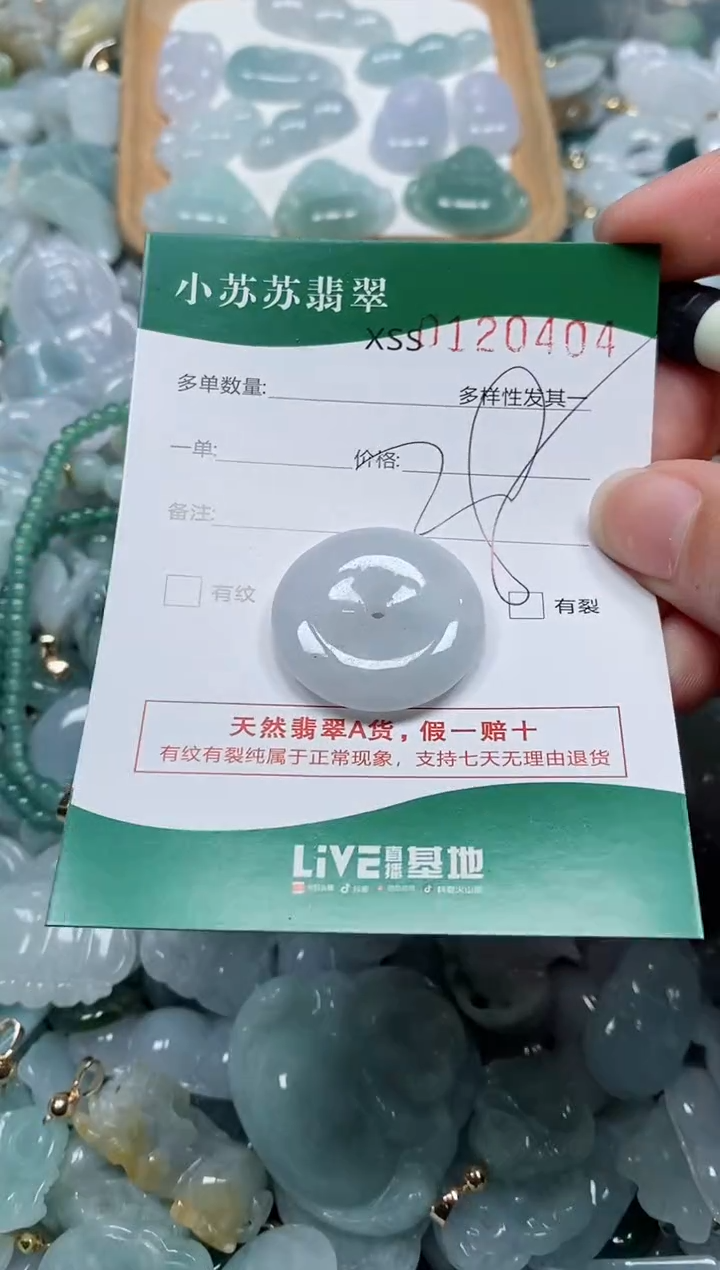 小苏苏翡翠
XSS0120404
多单数量:
多样性发其一
一单:
价格:
备注:
有纹
有裂
天然翡翠A货，假一赔十
有纹有裂纯属于正常现象，支持七天无理由退货
LiVE直播基地